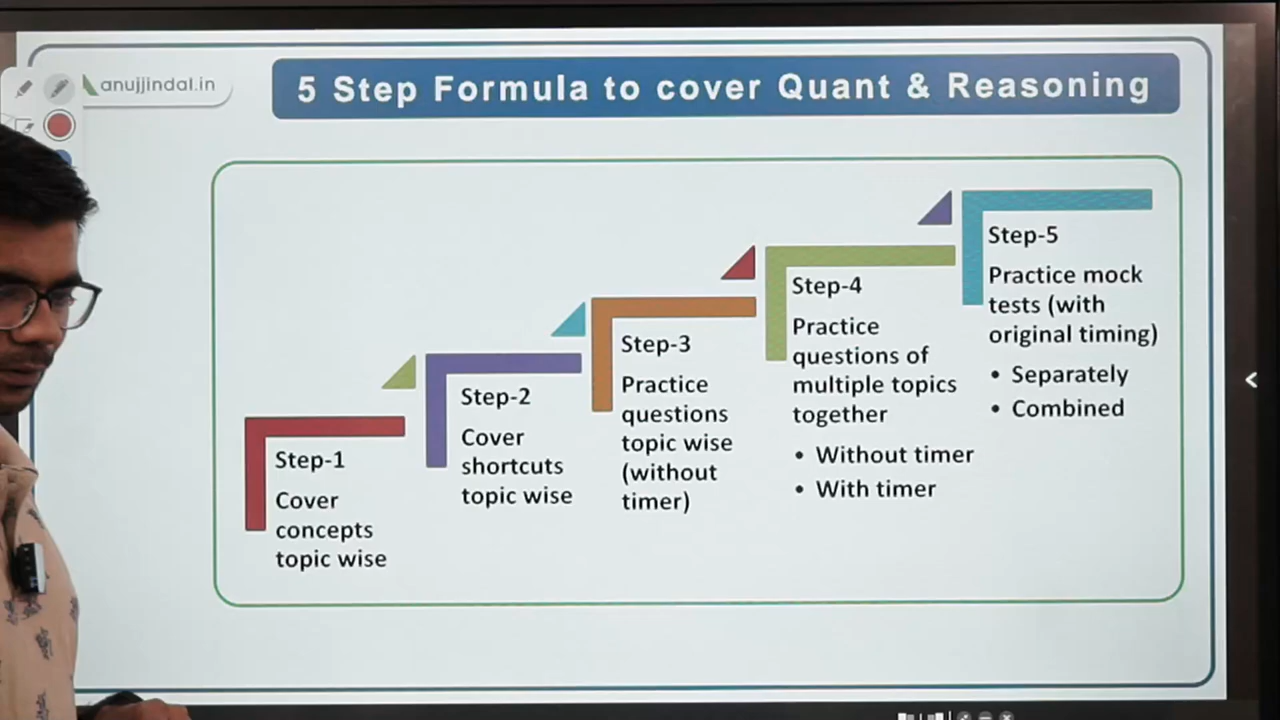 anujjindal.in
5 Step Formula to cover Quant & Reasoning
Step-1
Cover
concepts
topic wise
Step-2
Cover
shortcuts
topic wise
Step-3
Practice
questions
topic wise
(without
timer)
Step-4
Practice
questions of
multiple topics
together
• Without timer
• With timer
Step-5
Practice mock
tests (with
original timing)
• Separately
• Combined